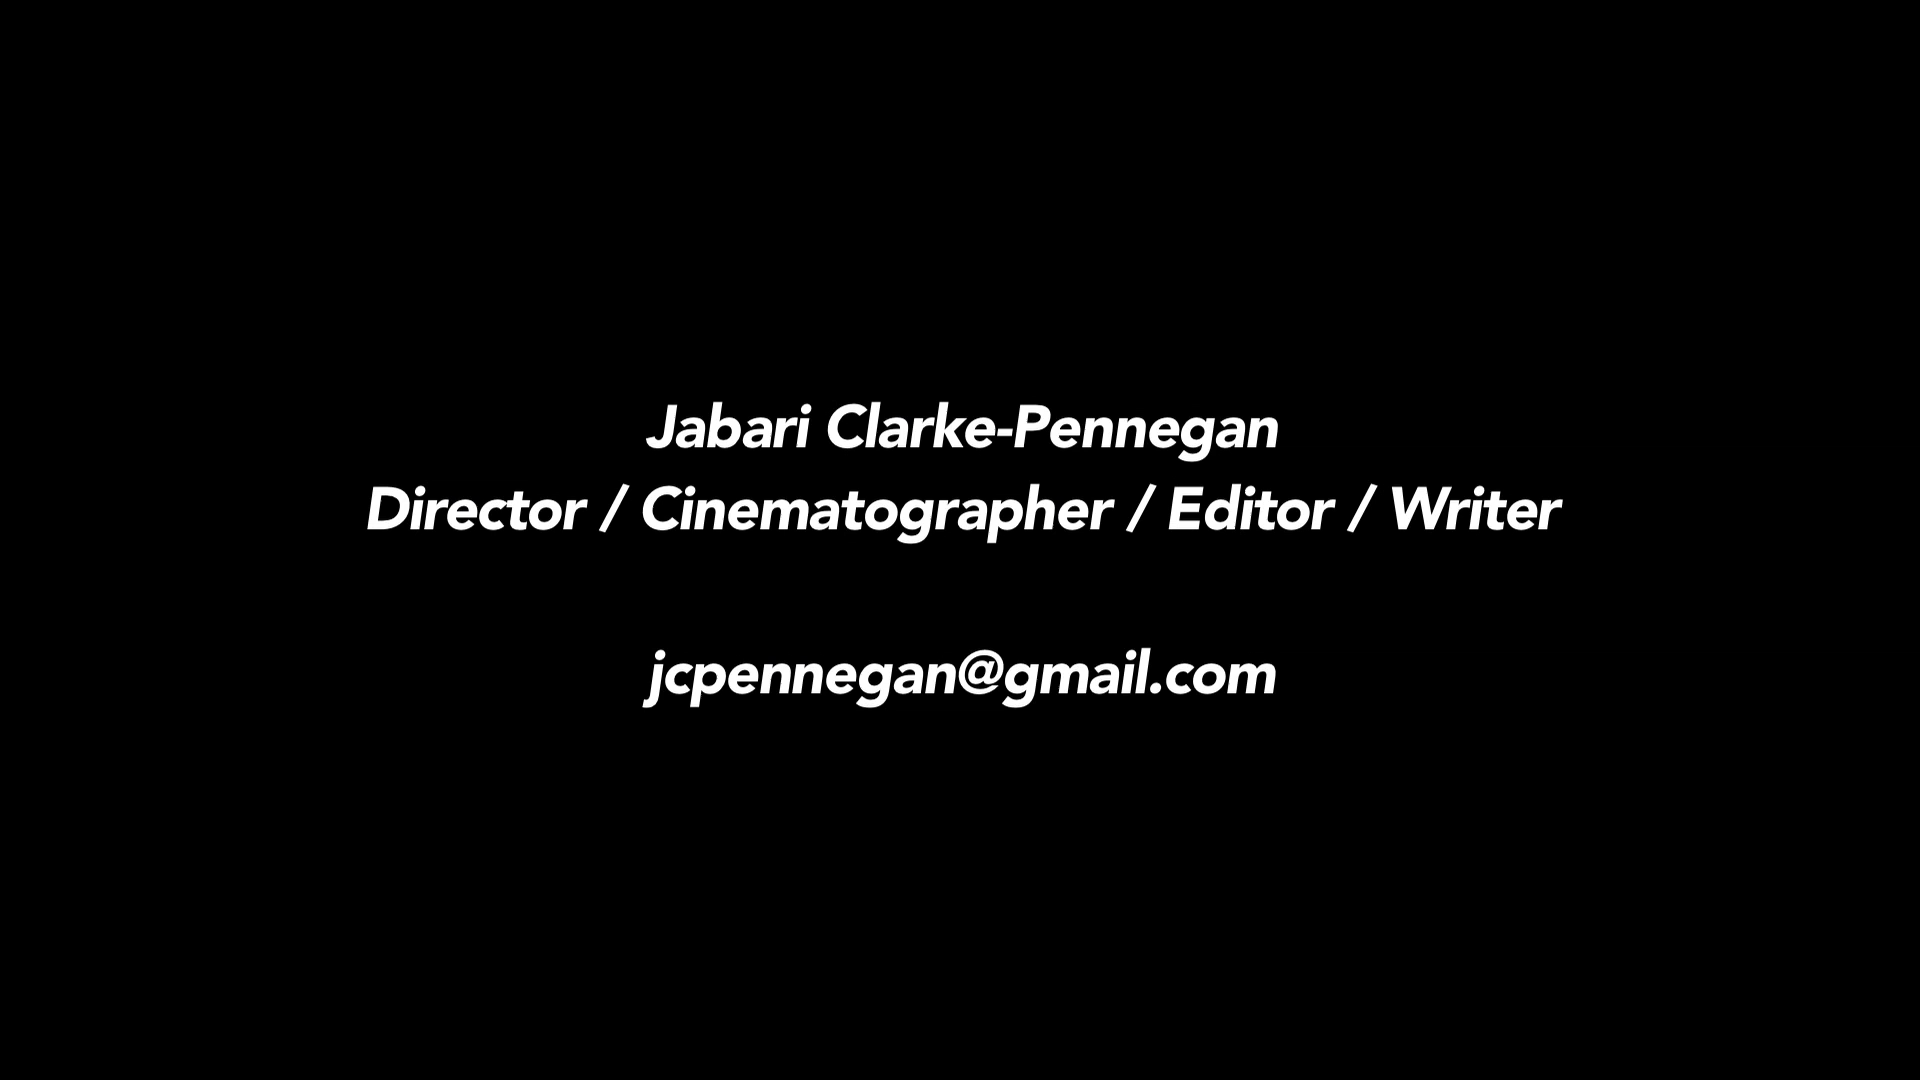 Jabari Clarke-Pennegan
Director / Cinematographer / Editor / Writer
jcpennegan@gmail.com